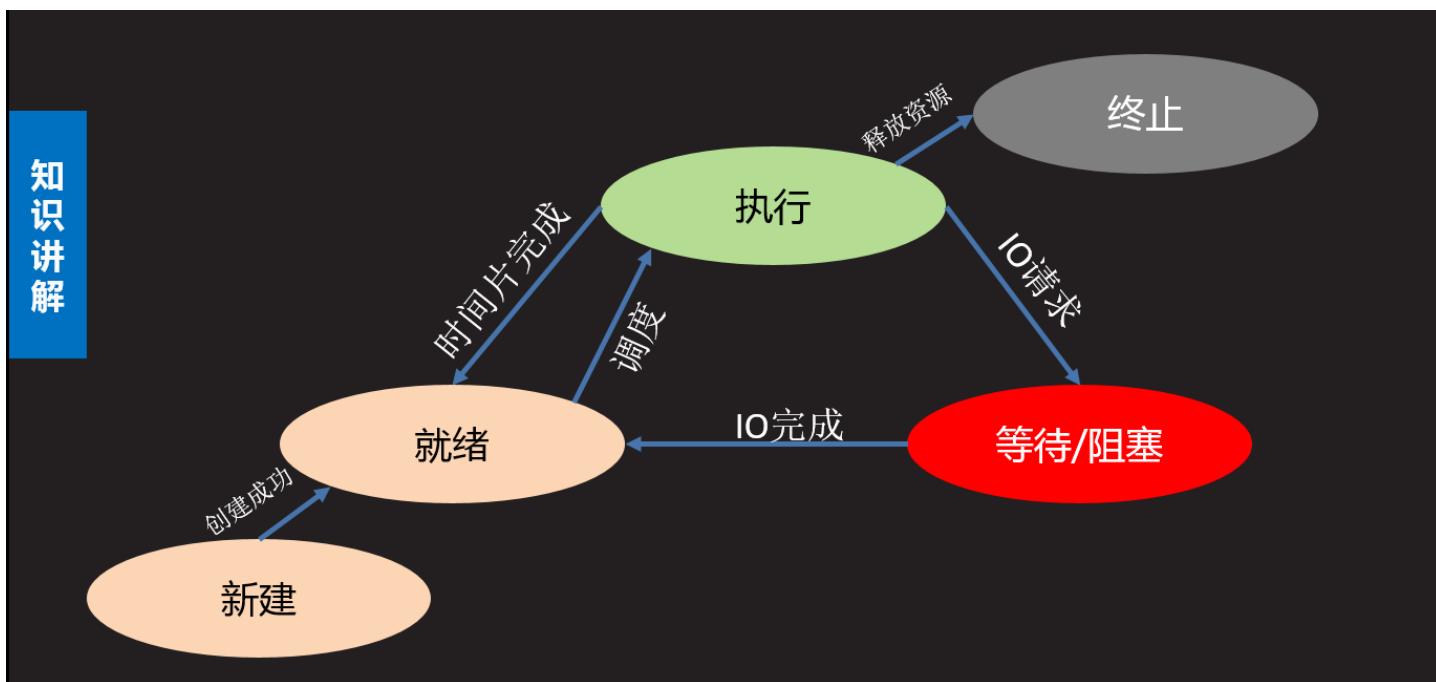 知识讲解
终止
释放资源
执行
时间片完成
IO请求
调度
就绪
IO完成
等待/阻塞
创建成功
新建